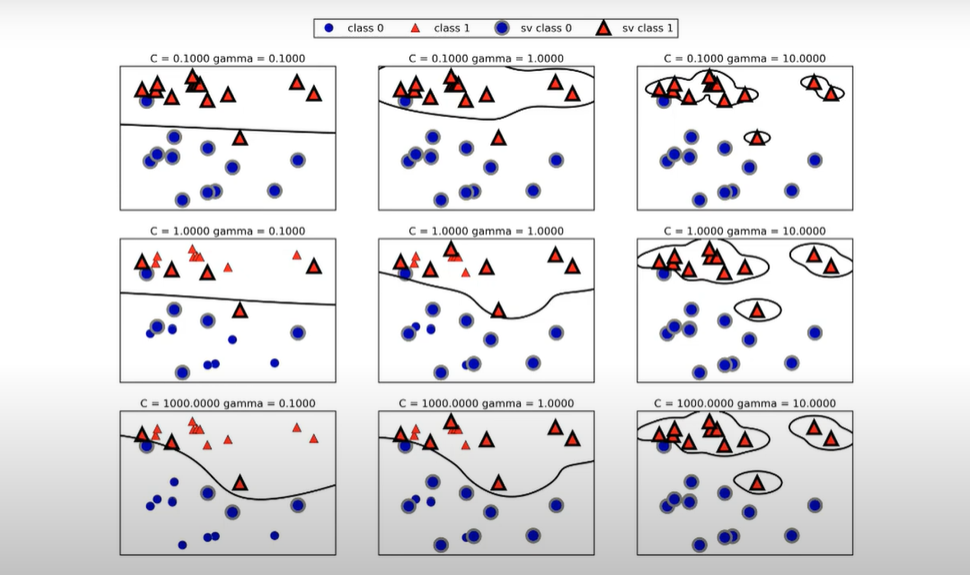 class 0 class 1 sv class 0 sv class 1
C = 0.1000 gamma = 0.1000
C = 0.1000 gamma = 1.0000
C = 0.1000 gamma = 10.0000
C = 1.0000 gamma = 0.1000
C = 1.0000 gamma = 1.0000
C = 1.0000 gamma = 10.0000
C = 1000.0000 gamma = 0.1000
C = 1000.0000 gamma = 1.0000
C = 1000.0000 gamma = 10.0000